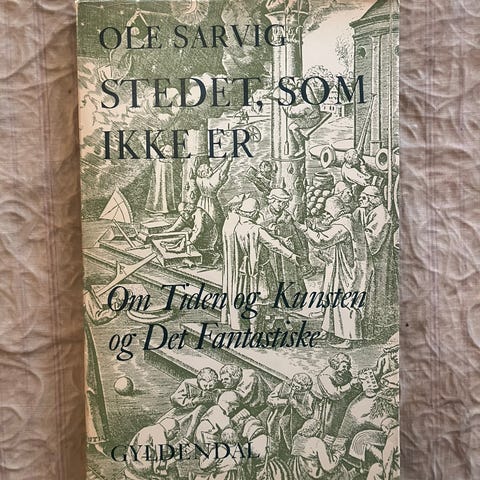 OLE SARVIG
STEDET, SOM
IKKE ER
Om Tiden og Kunsten
og Det Fantastiske
GYLDENDAL